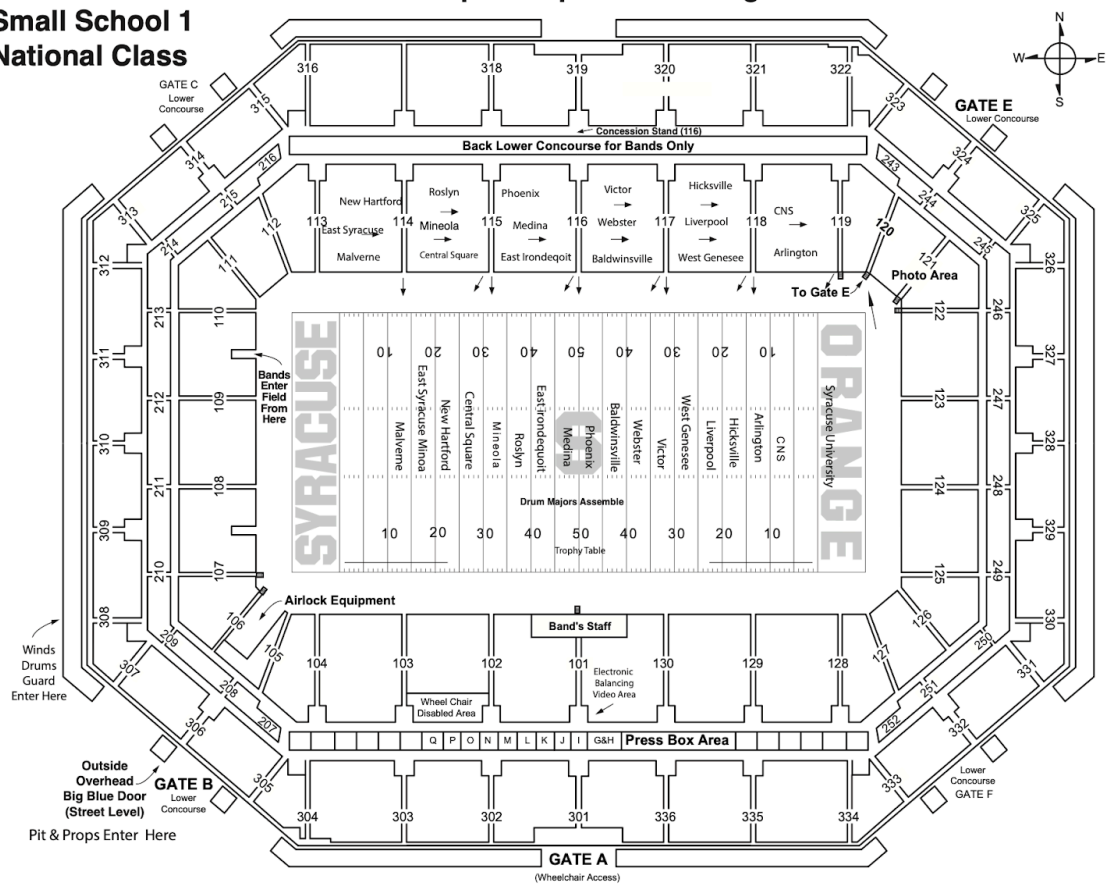 Small School 1
National Class
N
W
E
S
GATE C
Lower
Concourse
GATE E
Lower Concourse
316
318
319
320
321
322
315
314
313
323
324
325
Concession Stand (116)
Back Lower Concourse for Bands Only
216
215
214
243
244
245
112
111
113
114
115
116
117
118
119
120
121
New Hartford
East Syracuse
Malverne
Roslyn
Mineola
Central Square
Phoenix
Medina
East Irondeqoit
Victor
Webster
Baldwinsville
Hicksville
Liverpool
West Genesee
CNS
Arlington
Photo Area
To Gate E
312
311
310
309
308
213
212
211
210
110
109
108
107
122
123
124
125
246
247
248
249
326
327
328
329
330
Bands
Enter
Field
From
Here
SYRACUSE
ORANGE
10
20
30
40
50
40
30
20
10
Malverne
East Syracuse Minoa
New Hartford
Central Square
Mineola
Roslyn
East Irondequoit
Medina
Phoenix
Baldwinsville
Webster
Victor
West Genesee
Liverpool
Hicksville
Arlington
CNS
Syracuse University
Drum Majors Assemble
10
20
30
40
50
40
30
20
10
Trophy Table
Airlock Equipment
Band's Staff
106
105
104
103
102
101
130
129
128
127
126
Electronic
Balancing
Video Area
Wheel Chair
Disabled Area
Winds
Drums
Guard
Enter Here
209
208
207
250
251
252
307
306
305
331
332
333
Q
P
O
N
M
L
K
J
I
G&H
Press Box Area
Outside
Overhead
Big Blue Door
(Street Level)
GATE B
Lower
Concourse
Pit & Props Enter Here
Lower
Concourse
GATE F
304
303
302
301
336
335
334
GATE A
(Wheelchair Access)